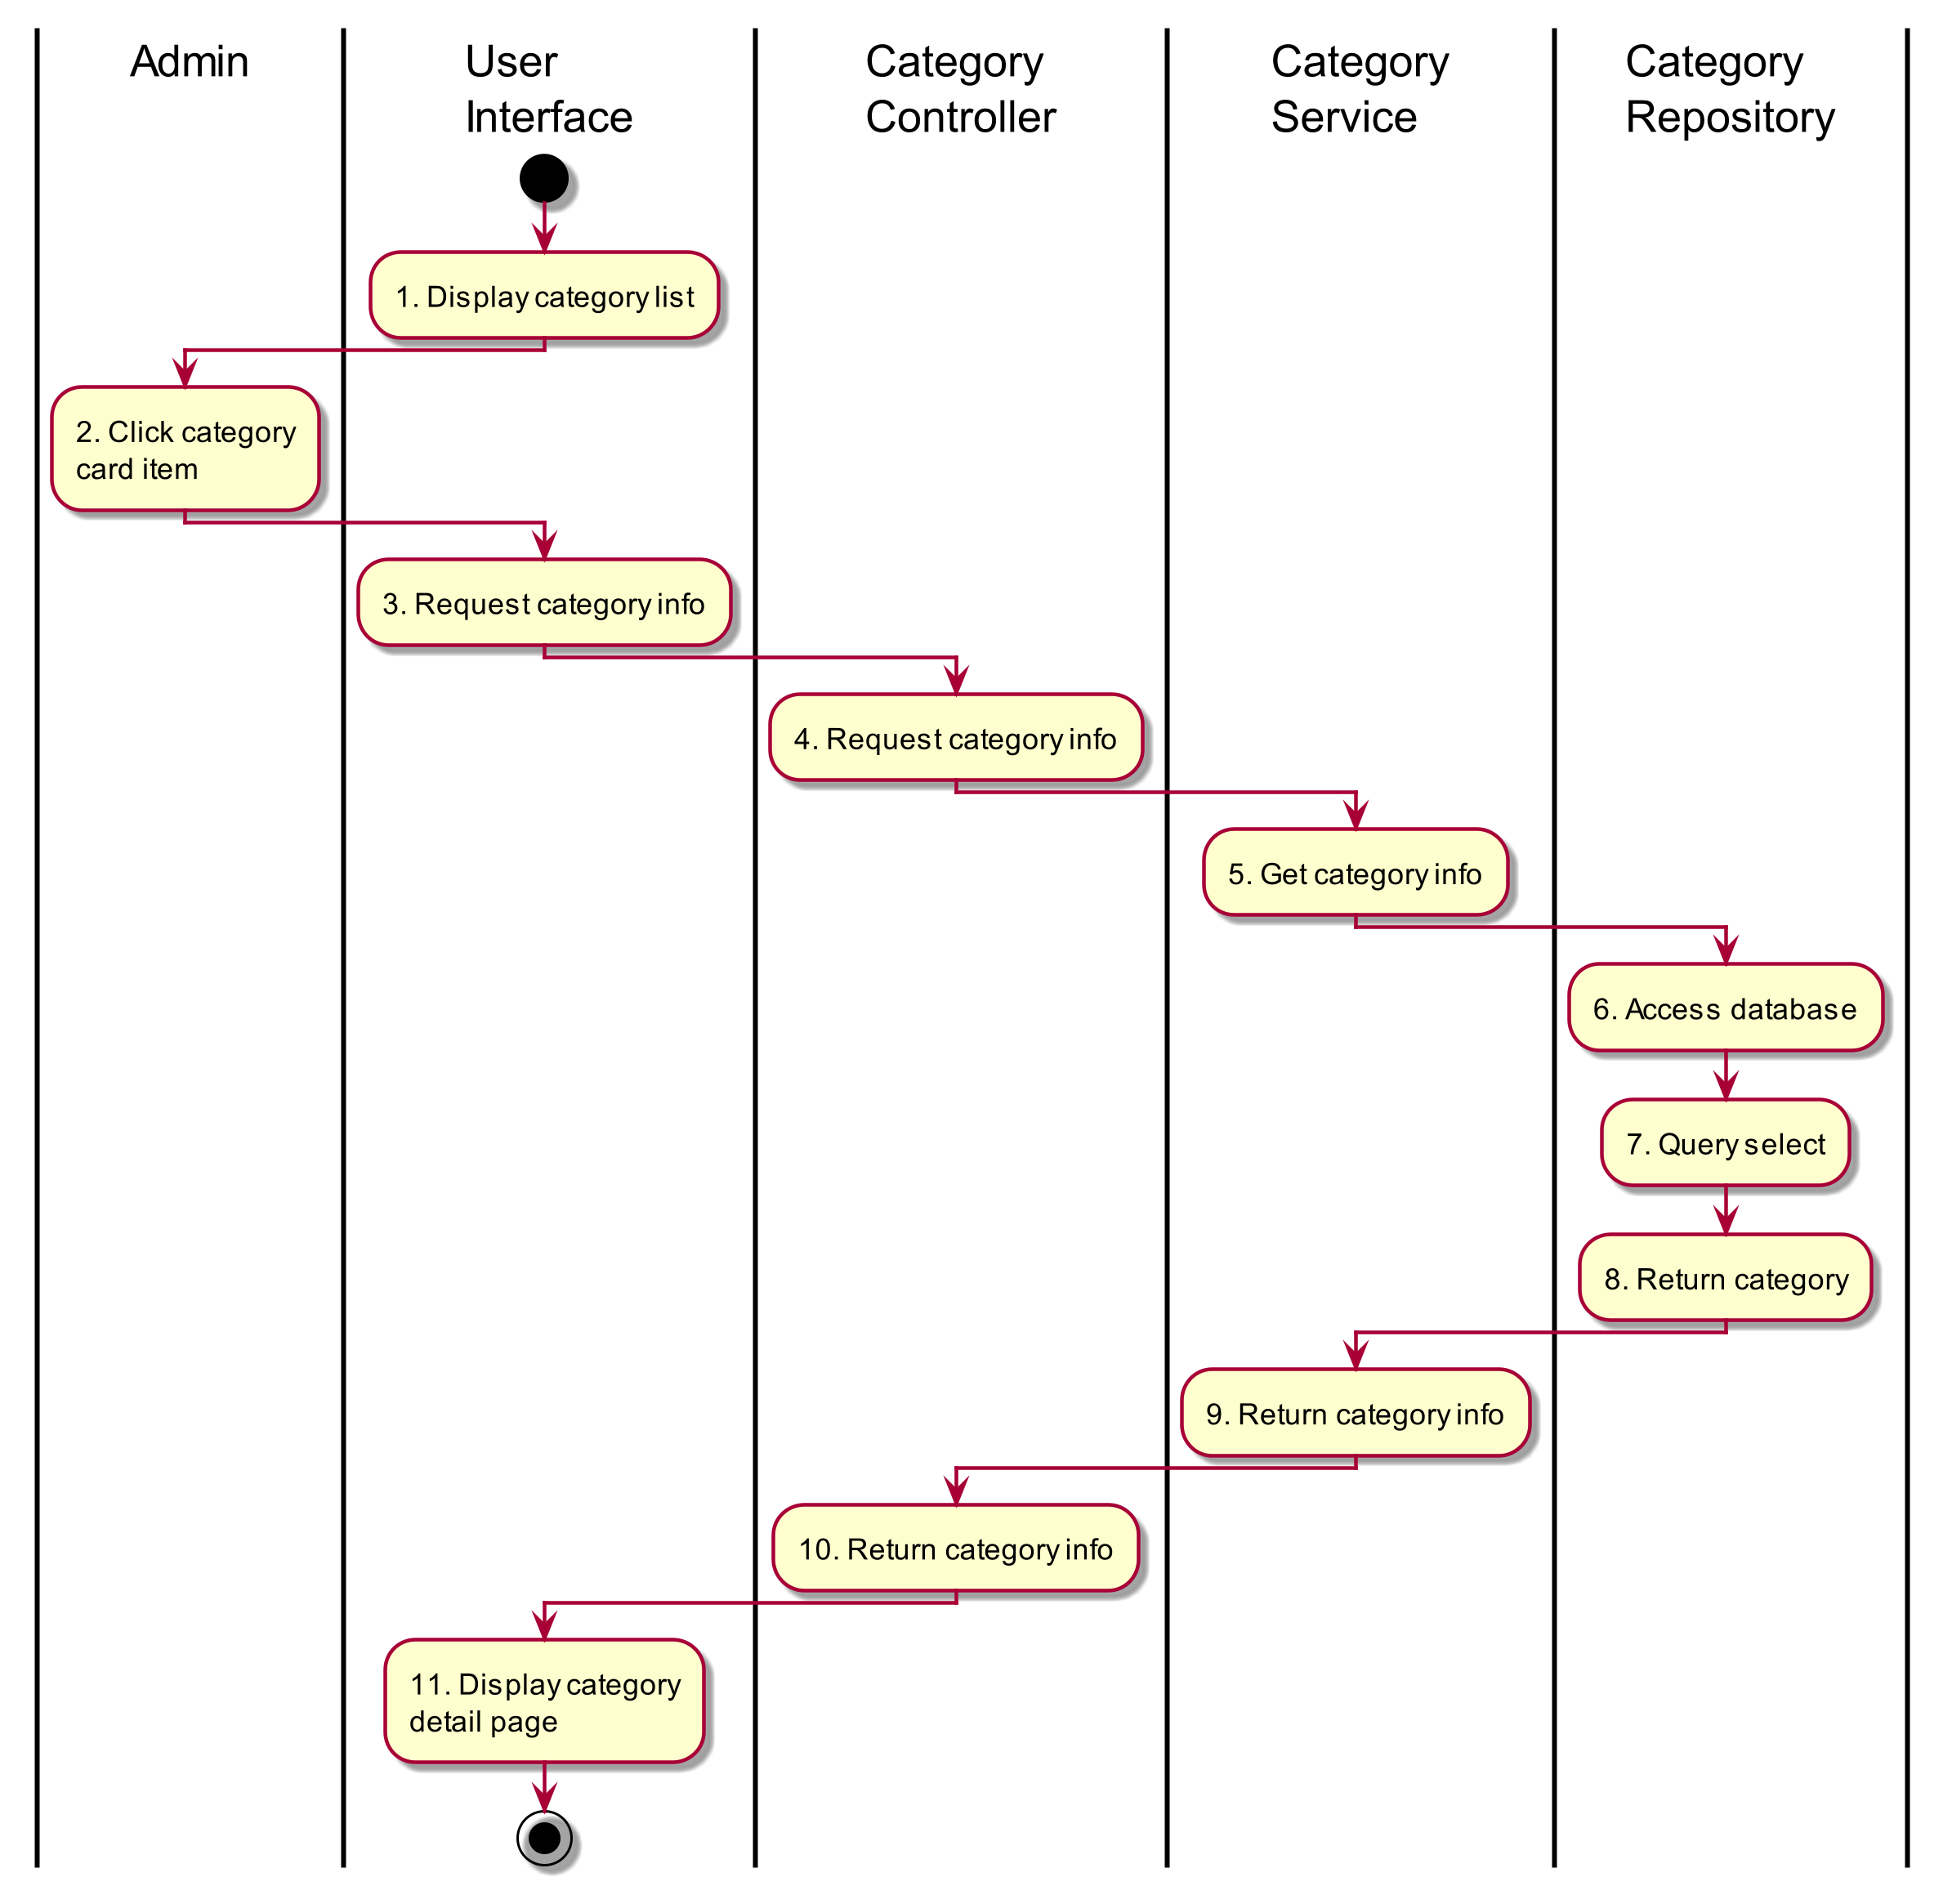 Admin
User
Interface
Category
Controller
Category
Service
Category
Repository
1. Display category list
2. Click category
card item
3. Request category info
4. Request category info
5. Get category info
6. Access database
7. Query select
8. Return category
9. Return category info
10. Return category info
11. Display category
detail page